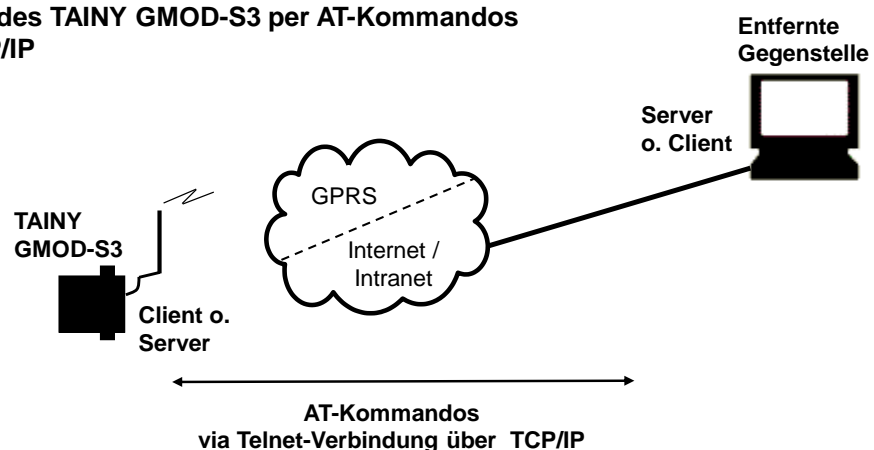 des TAINY GMOD-S3 per AT-Kommandos
P/IP
Entfernte
Gegenstelle
Server
o. Client
GPRS
Internet /
Intranet
TAINY
GMOD-S3
Client o.
Server
AT-Kommandos
via Telnet-Verbindung über TCP/IP